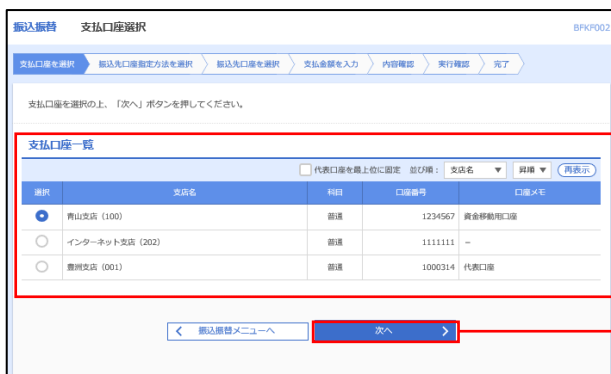 振込振替 支払口座選択 BFKF002
支払口座を選択 振込先口座指定方法を選択 振込先口座を選択 支払金額を入力 内容確認 実行確認 完了
支払口座を選択の上、「次へ」ボタンを押してください。
支払口座一覧
代表口座を最上位に固定 並び順： 支店名 ▼ 昇順 ▼ 再表示
選択 支店名 科目 口座番号 口座メモ
青山支店（100） 普通 1234567 資金移動用口座
インターネット支店（202） 普通 1111111 －
豊洲支店（001） 普通 1000314 代表口座
振込振替メニューへ 次へ